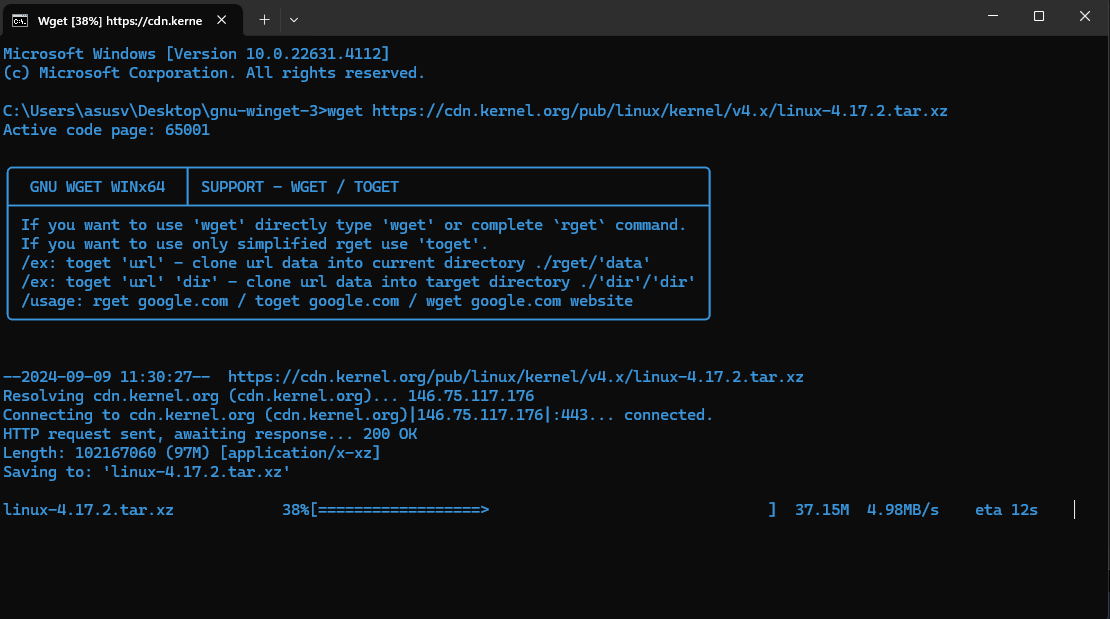 Wget [38%] https://cdn.kerne
Microsoft Windows [Version 10.0.22631.4112]
(c) Microsoft Corporation. All rights reserved.
C:\Users\asusv\Desktop\gnu-winget-3>wget https://cdn.kernel.org/pub/linux/kernel/v4.x/linux-4.17.2.tar.xz
Active code page: 65001
GNU WGET WINx64 SUPPORT - WGET / TOGET
If you want to use 'wget' directly type 'wget' or complete `rget` command.
If you want to use only simplified rget use 'toget'.
/ex: toget 'url' - clone url data into current directory ./rget/'data'
/ex: toget 'url' 'dir' - clone url data into target directory ./'dir'/'dir'
/usage: rget google.com / toget google.com / wget google.com website
--2024-09-09 11:30:27--  https://cdn.kernel.org/pub/linux/kernel/v4.x/linux-4.17.2.tar.xz
Resolving cdn.kernel.org (cdn.kernel.org)... 146.75.117.176
Connecting to cdn.kernel.org (cdn.kernel.org)|146.75.117.176|:443... connected.
HTTP request sent, awaiting response... 200 OK
Length: 102167060 (97M) [application/x-xz]
Saving to: 'linux-4.17.2.tar.xz'
linux-4.17.2.tar.xz            38%[==================>                               ]  37.15M  4.98MB/s    eta 12s